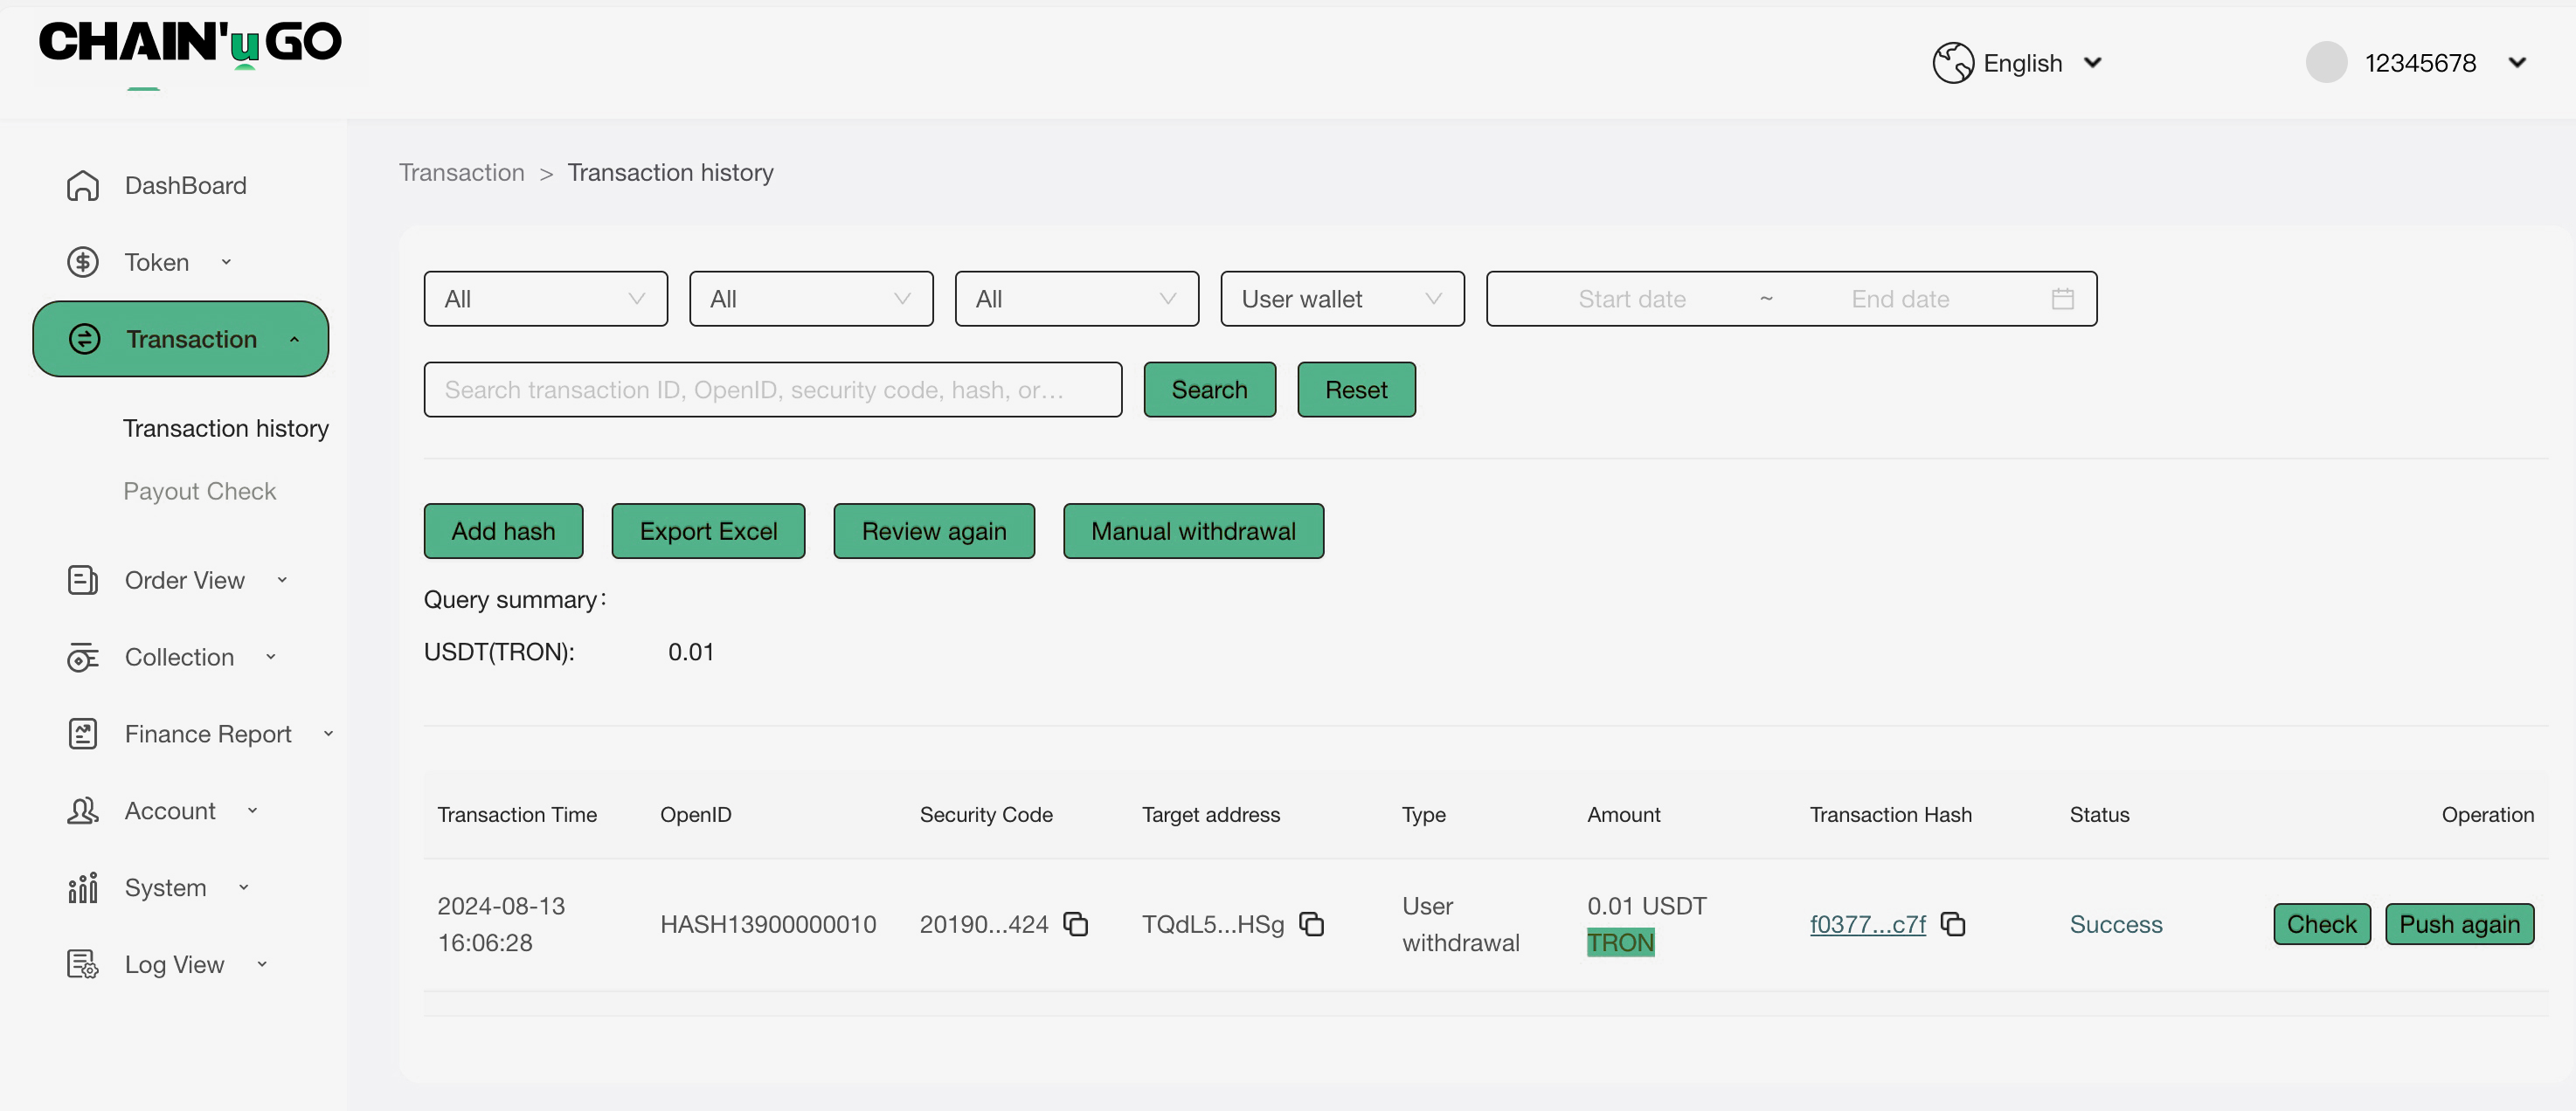 CHAIN'uGO
English
12345678
DashBoard
Token
Transaction
Transaction history
Payout Check
Order View
Collection
Finance Report
Account
System
Log View
Transaction > Transaction history
All All All User wallet Start date ~ End date
Search transaction ID, OpenID, security code, hash, or... Search Reset
Add hash Export Excel Review again Manual withdrawal
Query summary:
USDT(TRON): 0.01
Transaction Time OpenID Security Code Target address Type Amount Transaction Hash Status Operation
2024-08-13
16:06:28
HASH13900000010
20190...424
TQdL5...HSg
User
withdrawal
0.01 USDT
TRON
f0377...c7f
Success
Check
Push again